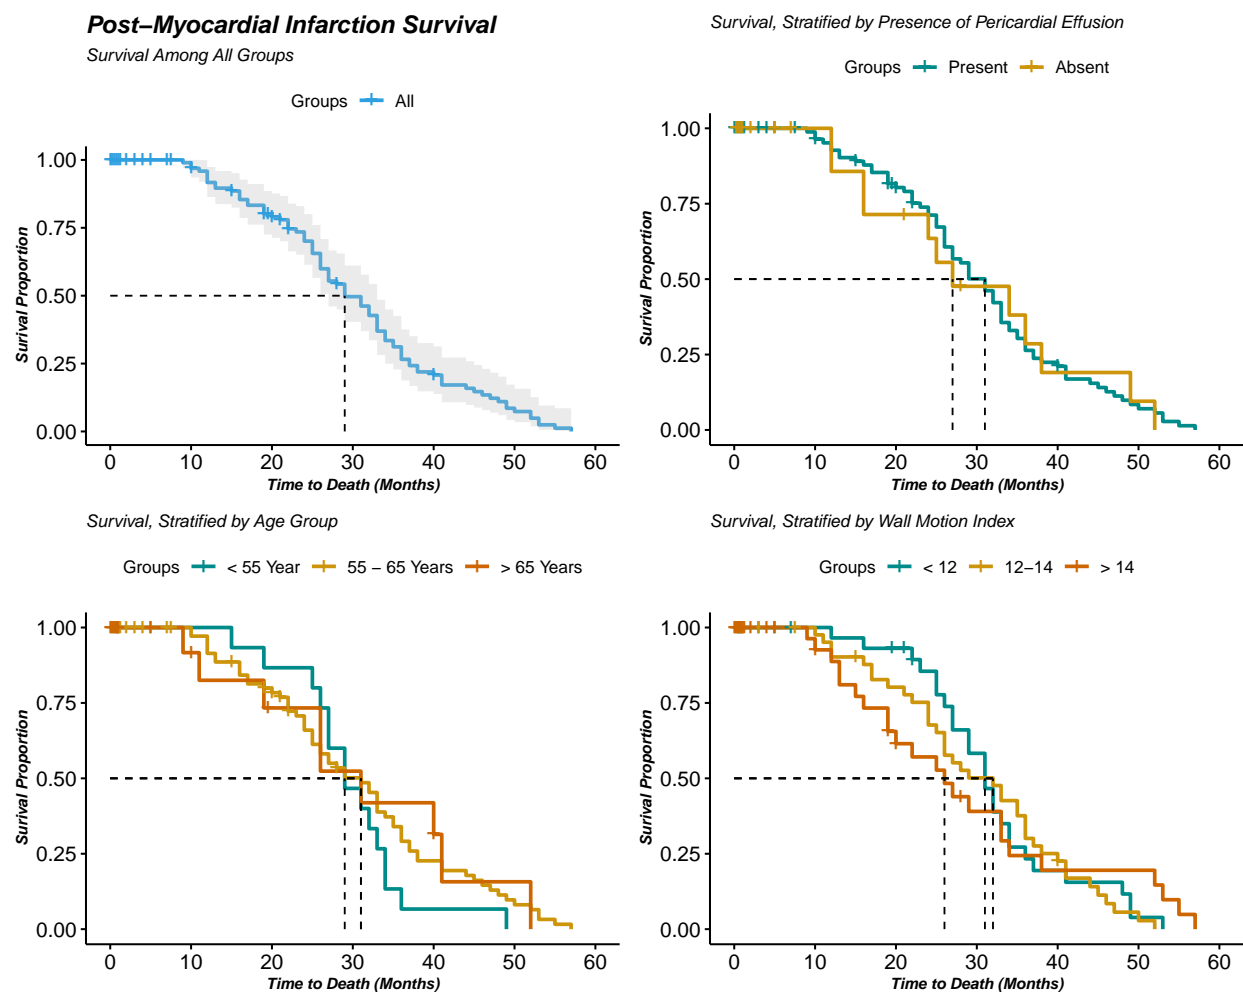 Post–Myocardial Infarction Survival
Survival Among All Groups
Groups All
1.00
0.75
0.50
0.25
0.00
Surival Proportion
0 10 20 30 40 50 60
Time to Death (Months)
Survival, Stratified by Presence of Pericardial Effusion
Groups Present Absent
1.00
0.75
0.50
0.25
0.00
Surival Proportion
0 10 20 30 40 50 60
Time to Death (Months)
Survival, Stratified by Age Group
Groups < 55 Year 55 – 65 Years > 65 Years
1.00
0.75
0.50
0.25
0.00
Surival Proportion
0 10 20 30 40 50 60
Time to Death (Months)
Survival, Stratified by Wall Motion Index
Groups < 12 12–14 > 14
1.00
0.75
0.50
0.25
0.00
Surival Proportion
0 10 20 30 40 50 60
Time to Death (Months)